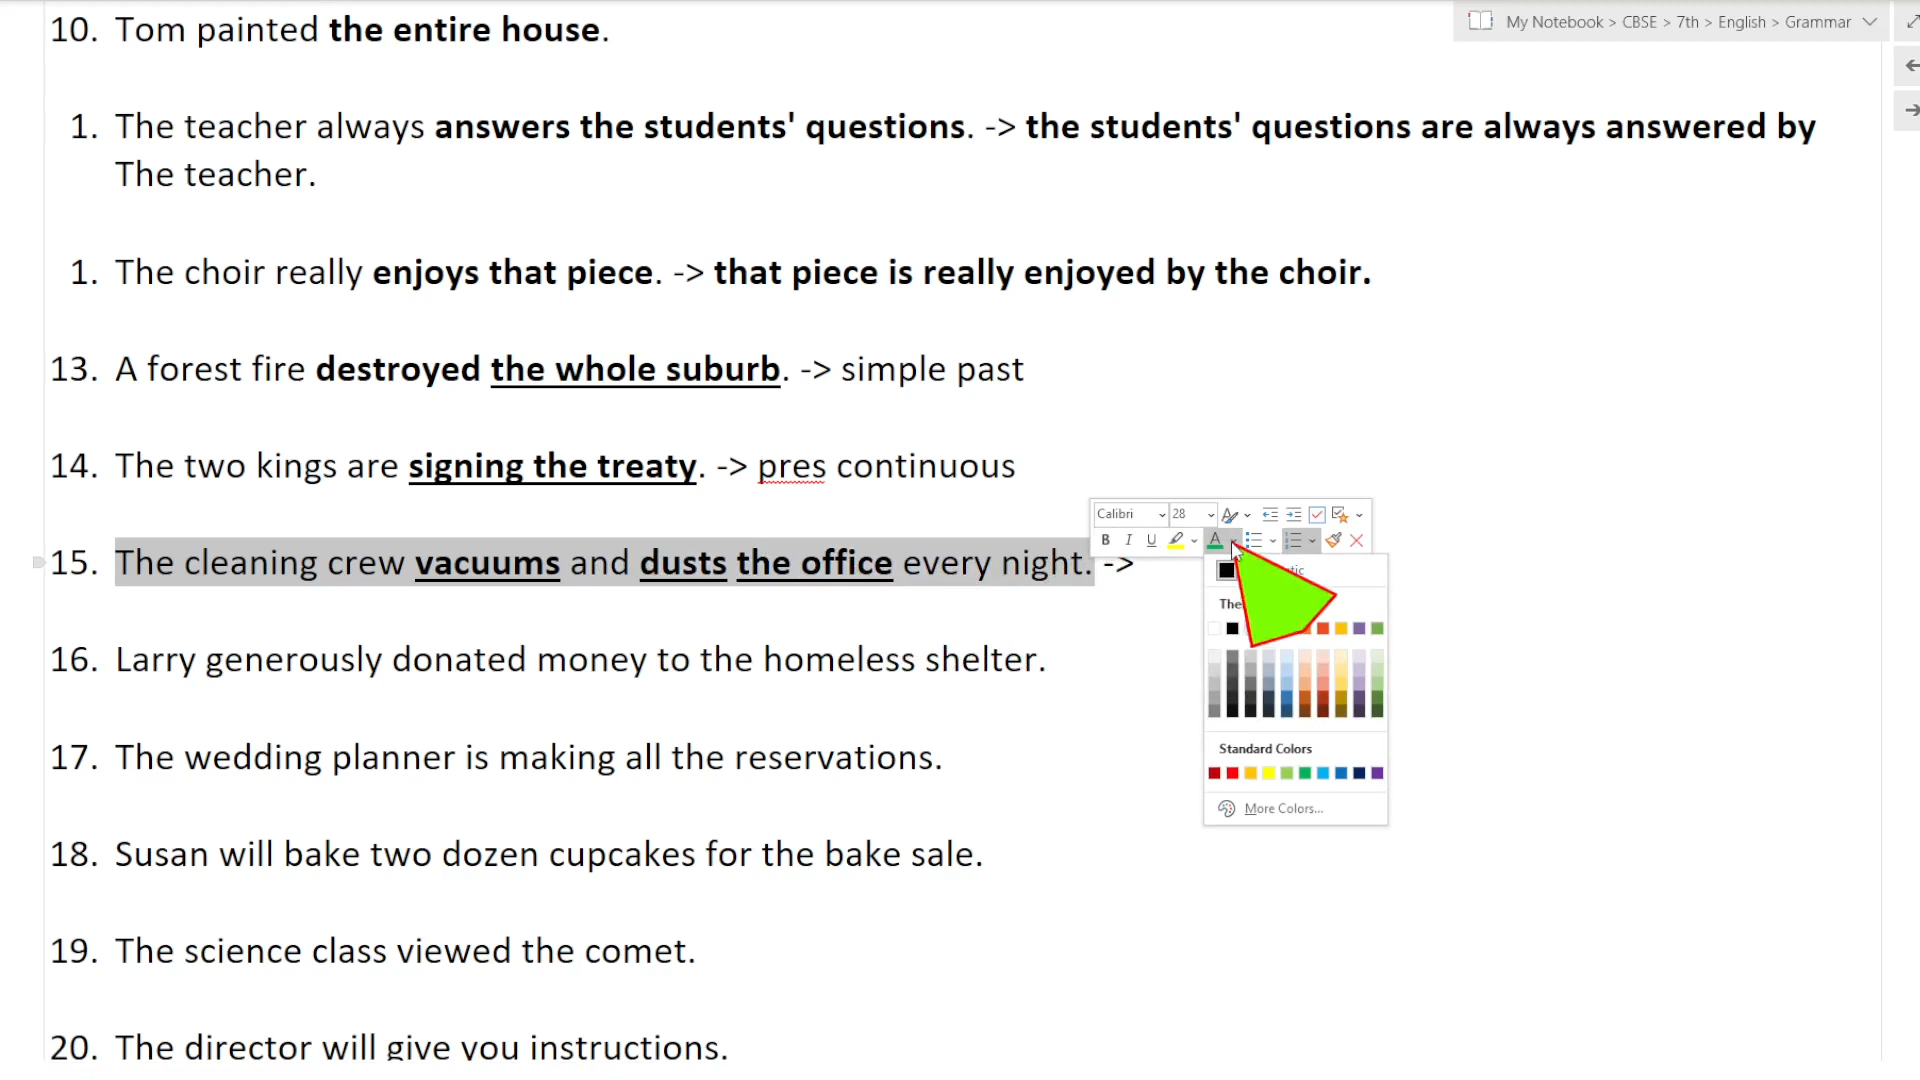 10. Tom painted the entire house.
My Notebook > CBSE > 7th > English > Grammar
1. The teacher always answers the students' questions. -> the students' questions are always answered by
The teacher.
1. The choir really enjoys that piece. -> that piece is really enjoyed by the choir.
13. A forest fire destroyed the whole suburb. -> simple past
14. The two kings are signing the treaty. -> pres continuous
Calibri 28
B I U A
15. The cleaning crew vacuums and dusts the office every night. ->
16. Larry generously donated money to the homeless shelter.
17. The wedding planner is making all the reservations.
Standard Colors
More Colors...
18. Susan will bake two dozen cupcakes for the bake sale.
19. The science class viewed the comet.
20. The director will give you instructions.